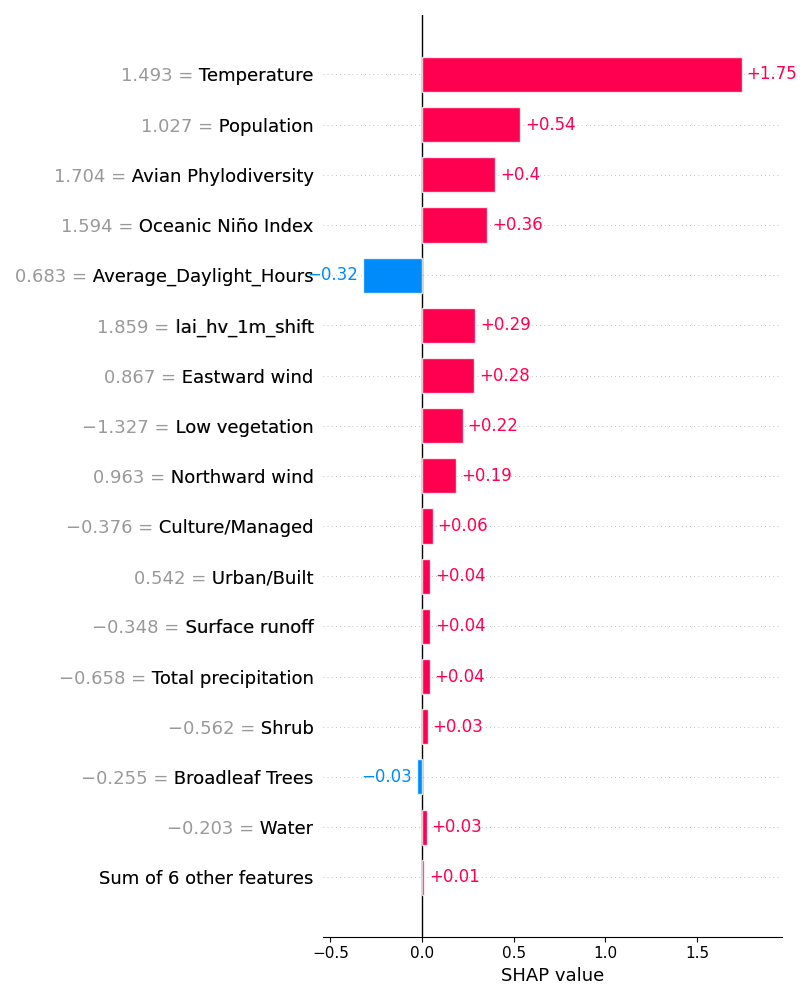 1.493 = Temperature +1.75
1.027 = Population +0.54
1.704 = Avian Phylodiversity +0.4
1.594 = Oceanic Niño Index +0.36
0.683 = Average_Daylight_Hours −0.32
1.859 = lai_hv_1m_shift +0.29
0.867 = Eastward wind +0.28
−1.327 = Low vegetation +0.22
0.963 = Northward wind +0.19
−0.376 = Culture/Managed +0.06
0.542 = Urban/Built +0.04
−0.348 = Surface runoff +0.04
−0.658 = Total precipitation +0.04
−0.562 = Shrub +0.03
−0.255 = Broadleaf Trees −0.03
−0.203 = Water +0.03
Sum of 6 other features +0.01
−0.5 0.0 0.5 1.0 1.5
SHAP value